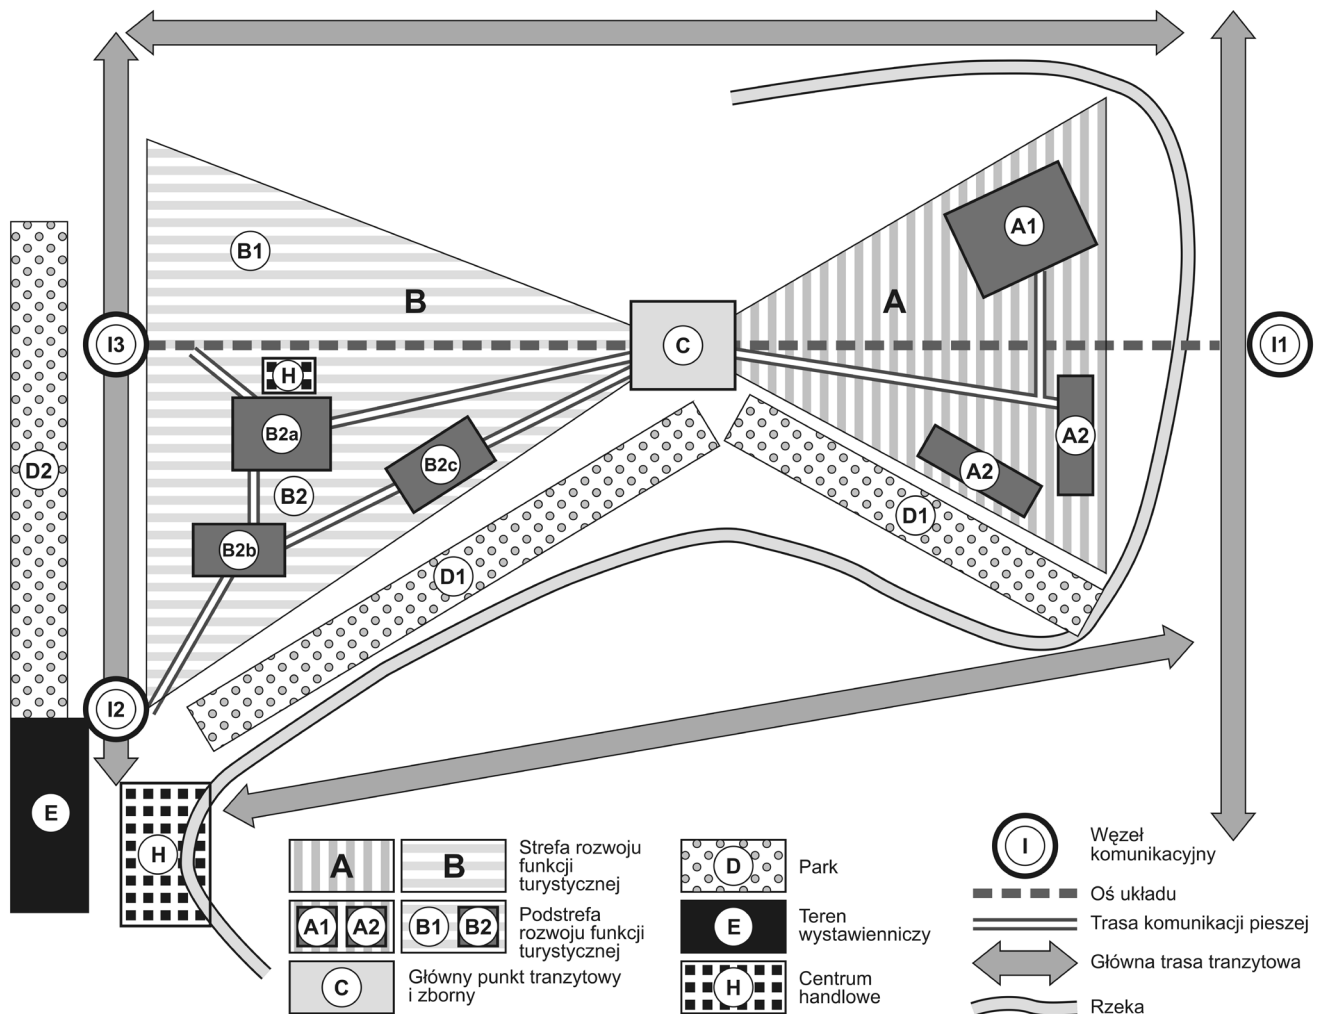 A1
B1
B
A
I3
C
I1
H
B2a
A2
B2c
A2
D2
B2
D1
B2b
D1
I2
E
H
A
B
Strefa rozwoju
funkcji
turystycznej
A1
A2
B1
B2
Podstrefa
rozwoju funkcji
turystycznej
C
Główny punkt tranzytowy
i zborny
D
Park
E
Teren
wystawienniczy
H
Centrum
handlowe
I
Węzeł
komunikacyjny
Oś układu
Trasa komunikacji pieszej
Główna trasa tranzytowa
Rzeka